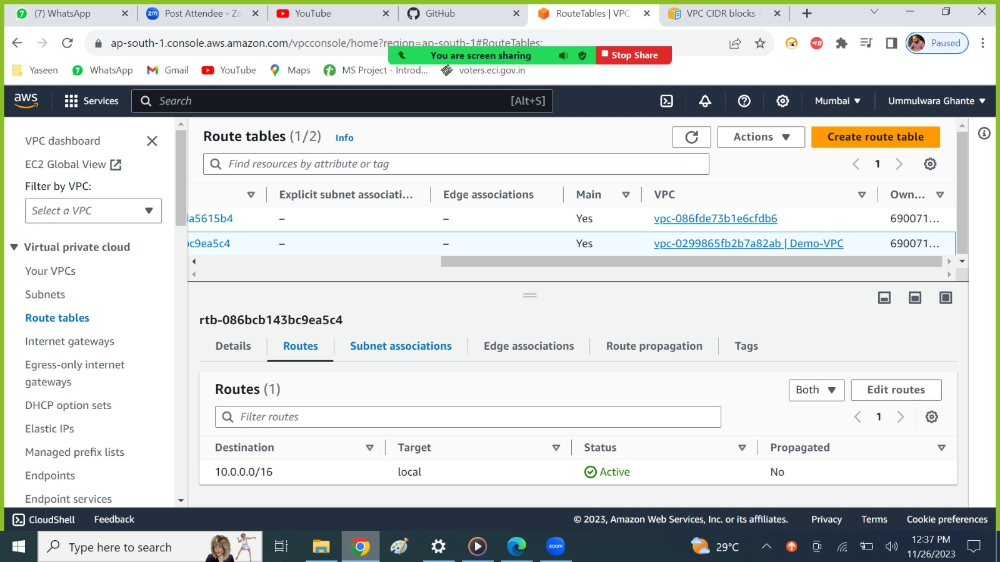 (7) WhatsApp
Post Attendee - Zo
YouTube
GitHub
RouteTables | VPC
VPC CIDR blocks -
ap-south-1.console.aws.amazon.com/vpcconsole/home?region=ap-south-1#RouteTables:
Paused
You are screen sharing
Stop Share
Yaseen
WhatsApp
Gmail
YouTube
Maps
MS Project - Introd...
voters.eci.gov.in
aws
Services
Search
[Alt+S]
Mumbai
Ummulwara Ghante
VPC dashboard
EC2 Global View
Filter by VPC:
Select a VPC
Virtual private cloud
Your VPCs
Subnets
Route tables
Internet gateways
Egress-only internet
gateways
DHCP option sets
Elastic IPs
Managed prefix lists
Endpoints
Endpoint services
Route tables (1/2) Info
Actions
Create route table
Find resources by attribute or tag
1
Explicit subnet associati...
Edge associations
Main
VPC
Own...
da5615b4 – – Yes vpc-086fde73b1e6cfdb6 690071...
bc9ea5c4 – – Yes vpc-0299865fb2b7a82ab | Demo-VPC 690071...
rtb-086bcb143bc9ea5c4
Details
Routes
Subnet associations
Edge associations
Route propagation
Tags
Routes (1)
Both
Edit routes
Filter routes
1
Destination Target Status Propagated
10.0.0.0/16 local Active No
CloudShell
Feedback
© 2023, Amazon Web Services, Inc. or its affiliates.
Privacy
Terms
Cookie preferences
Type here to search
zoom
29°C
12:37 PM
11/26/2023